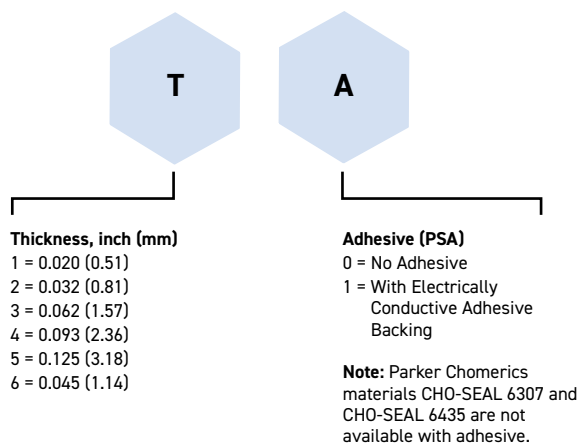 T
A
Thickness, inch (mm)
1 = 0.020 (0.51)
2 = 0.032 (0.81)
3 = 0.062 (1.57)
4 = 0.093 (2.36)
5 = 0.125 (3.18)
6 = 0.045 (1.14)
Adhesive (PSA)
0 = No Adhesive
1 = With Electrically
Conductive Adhesive
Backing
Note: Parker Chomerics
materials CHO-SEAL 6307 and
CHO-SEAL 6435 are not
available with adhesive.